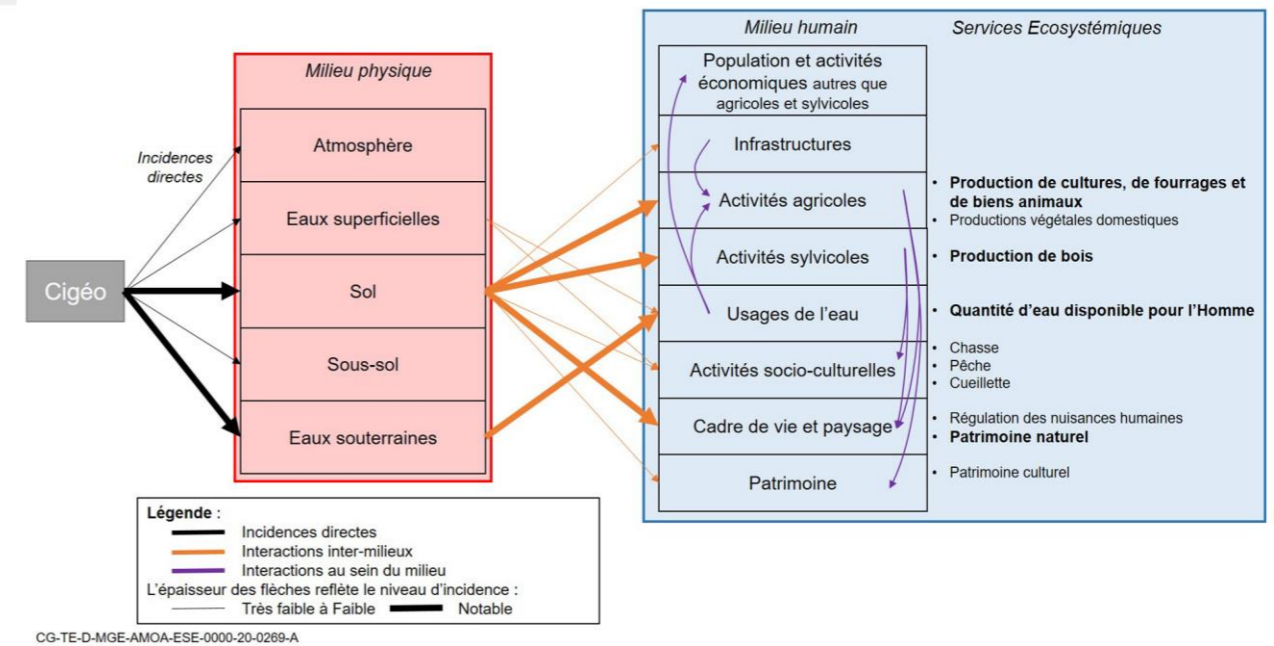 Milieu humain
Services Ecosystémiques
Milieu physique
Population et activités
économiques autres que
agricoles et sylvicoles
Atmosphère
Infrastructures
Incidences
directes
Activités agricoles
• Production de cultures, de fourrages et
de biens animaux
• Productions végétales domestiques
Eaux superficielles
Activités sylvicoles
• Production de bois
Cigéo
Sol
Usages de l'eau
• Quantité d'eau disponible pour l'Homme
Sous-sol
Activités socio-culturelles
• Chasse
• Pêche
• Cueillette
Eaux souterraines
Cadre de vie et paysage
• Régulation des nuisances humaines
• Patrimoine naturel
Patrimoine
• Patrimoine culturel
Légende :
Incidences directes
Interactions inter-milieux
Interactions au sein du milieu
L'épaisseur des flèches reflète le niveau d'incidence :
Très faible à Faible Notable
CG-TE-D-MGE-AMOA-ESE-0000-20-0269-A